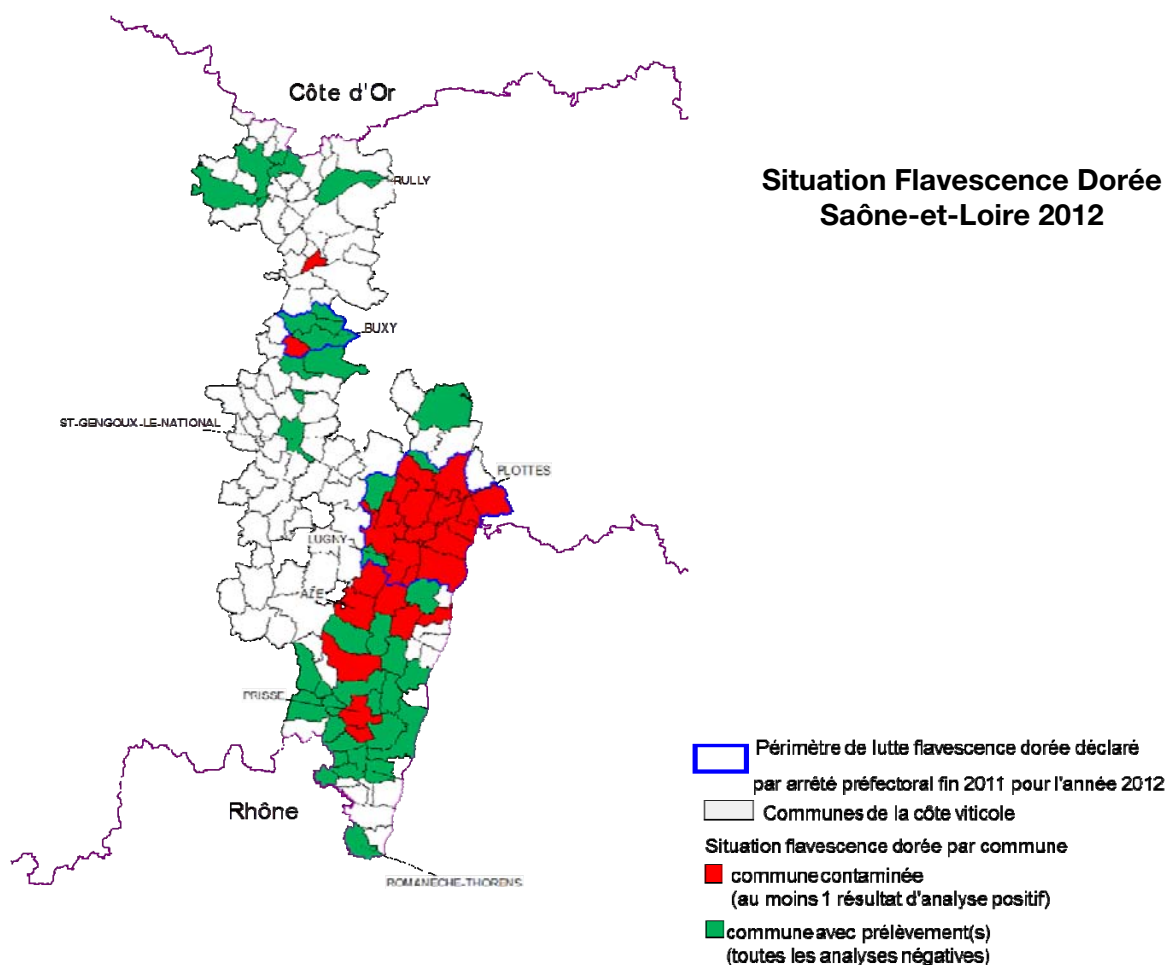 Côte d'Or
Situation Flavescence Dorée
Saône-et-Loire 2012
RULLY
BUXY
ST-GENGOUX-LE-NATIONAL
PLOTTES
LUGNY
AZE
PRISSE
Rhône
ROMANECHE-THORENS
Périmètre de lutte flavescence dorée déclaré
par arrêté préfectoral fin 2011 pour l'année 2012
Communes de la côte viticole
Situation flavescence dorée par commune
commune contaminée
(au moins 1 résultat d'analyse positif)
commune avec prélèvement(s)
(toutes les analyses négatives)